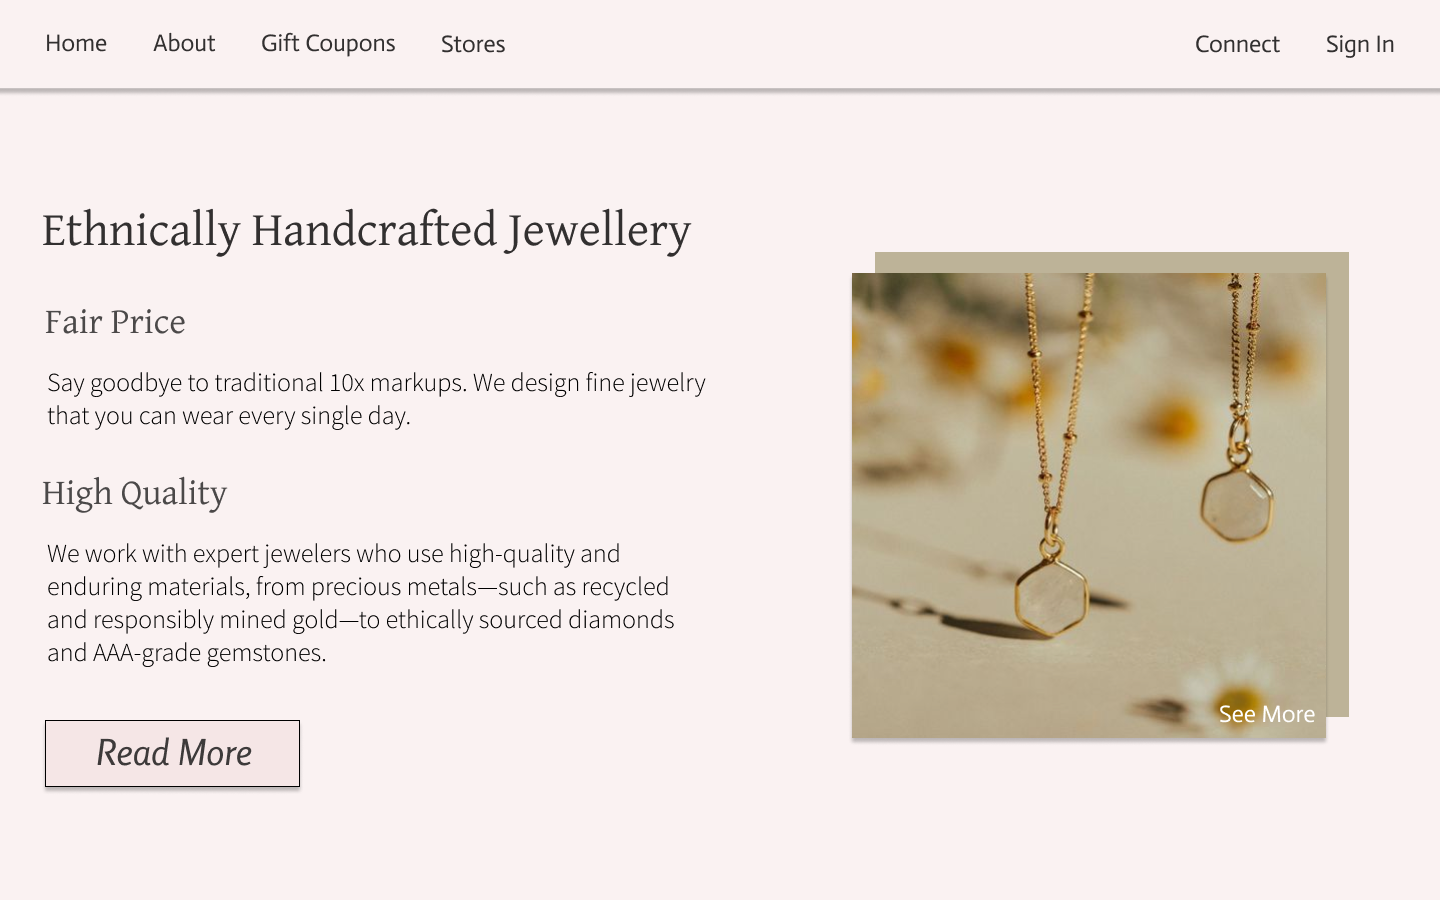 Home About Gift Coupons Stores Connect Sign In
Ethnically Handcrafted Jewellery
Fair Price
Say goodbye to traditional 10x markups. We design fine jewelry
that you can wear every single day.
High Quality
We work with expert jewelers who use high-quality and
enduring materials, from precious metals—such as recycled
and responsibly mined gold—to ethically sourced diamonds
and AAA-grade gemstones.
Read More
See More